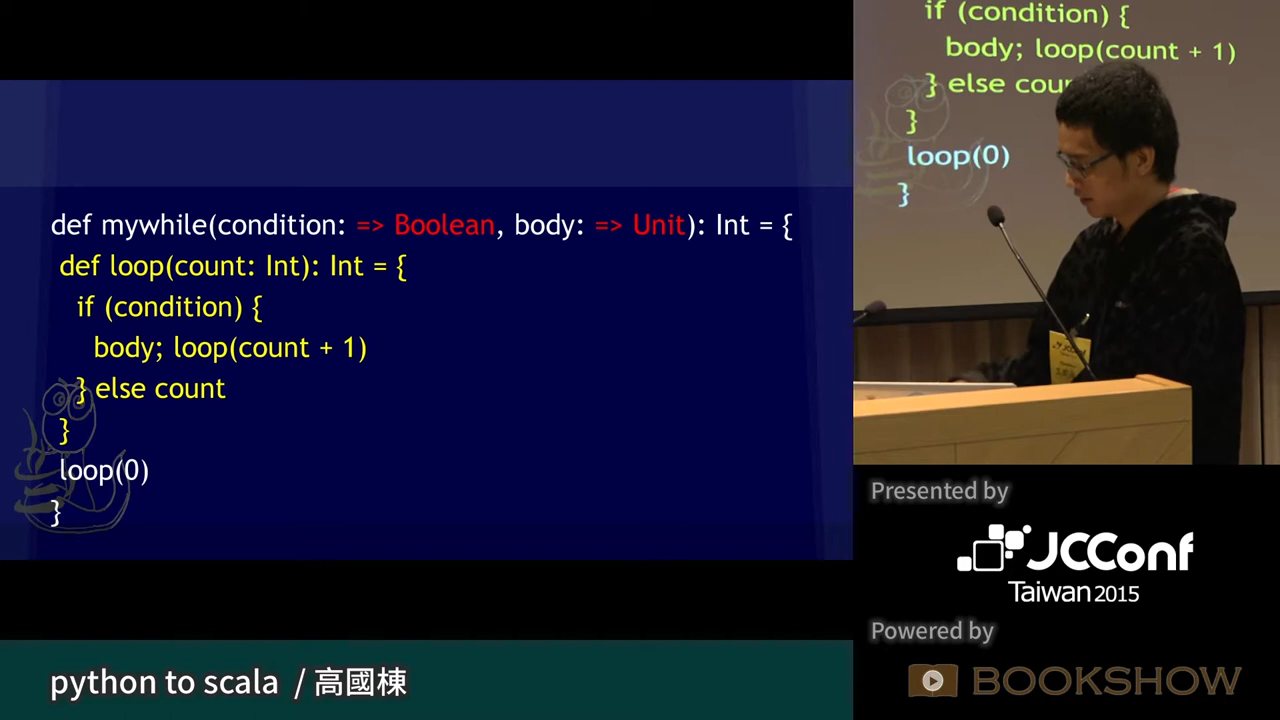 def mywhile(condition: => Boolean, body: => Unit): Int = {
def loop(count: Int): Int = {
if (condition) {
body; loop(count + 1)
} else count
}
loop(0)
}
if (condition) {
body; loop(count + 1)
} else cou
}
loop(0)
}
JCConf
Presented by
JCConf
Taiwan 2015
Powered by
BOOKSHOW
python to scala / 高國棟